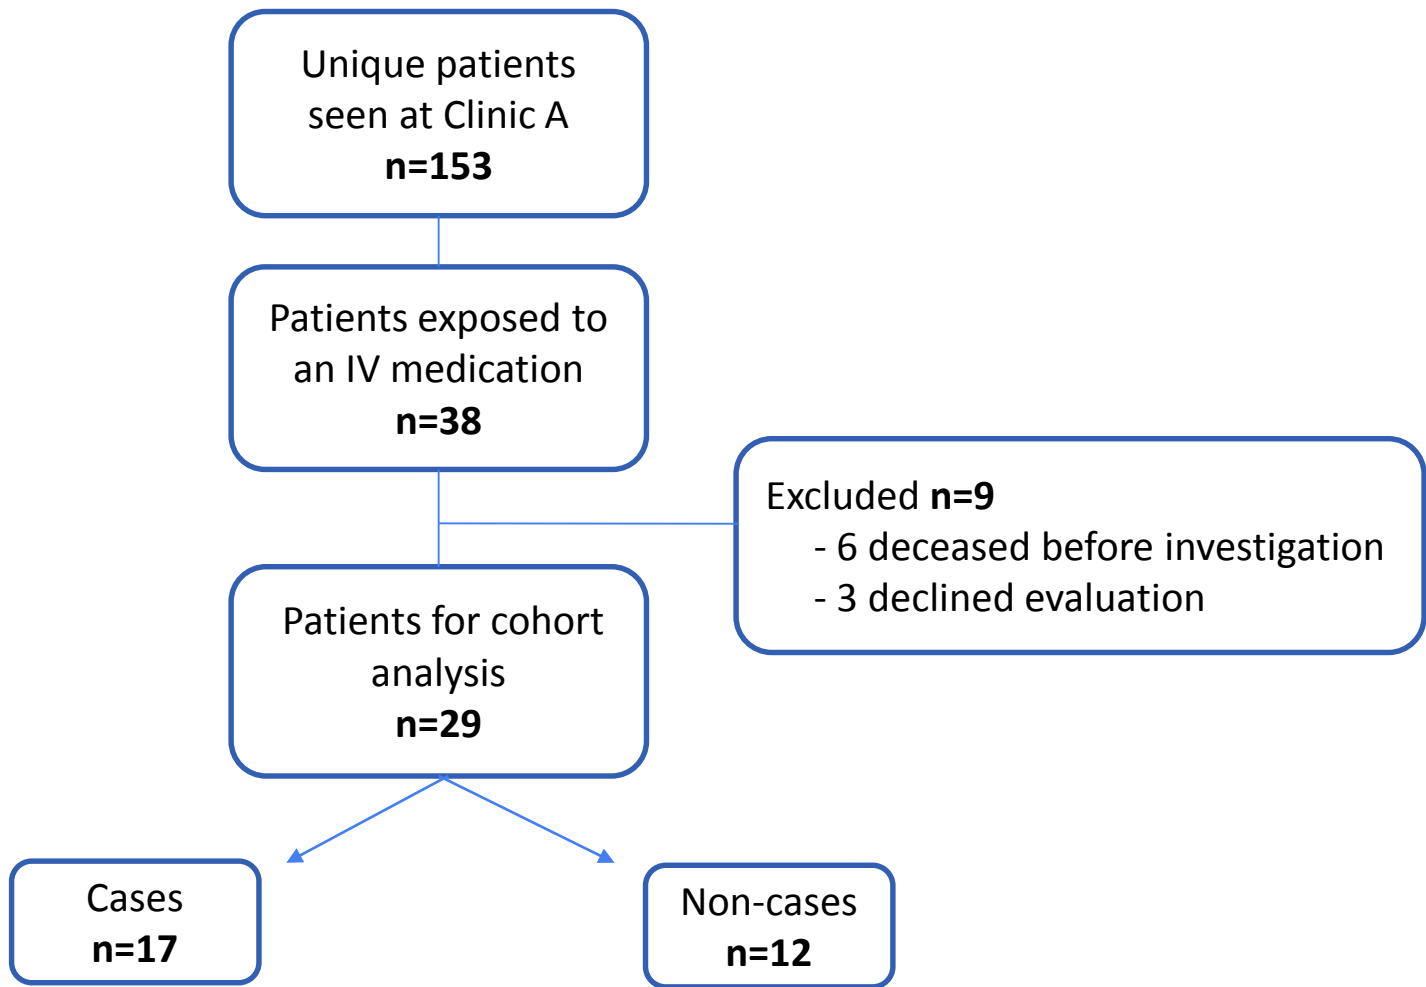 Unique patients
seen at Clinic A
n=153
Patients exposed to
an IV medication
n=38
Excluded n=9
- 6 deceased before investigation
- 3 declined evaluation
Patients for cohort
analysis
n=29
Cases
n=17
Non-cases
n=12